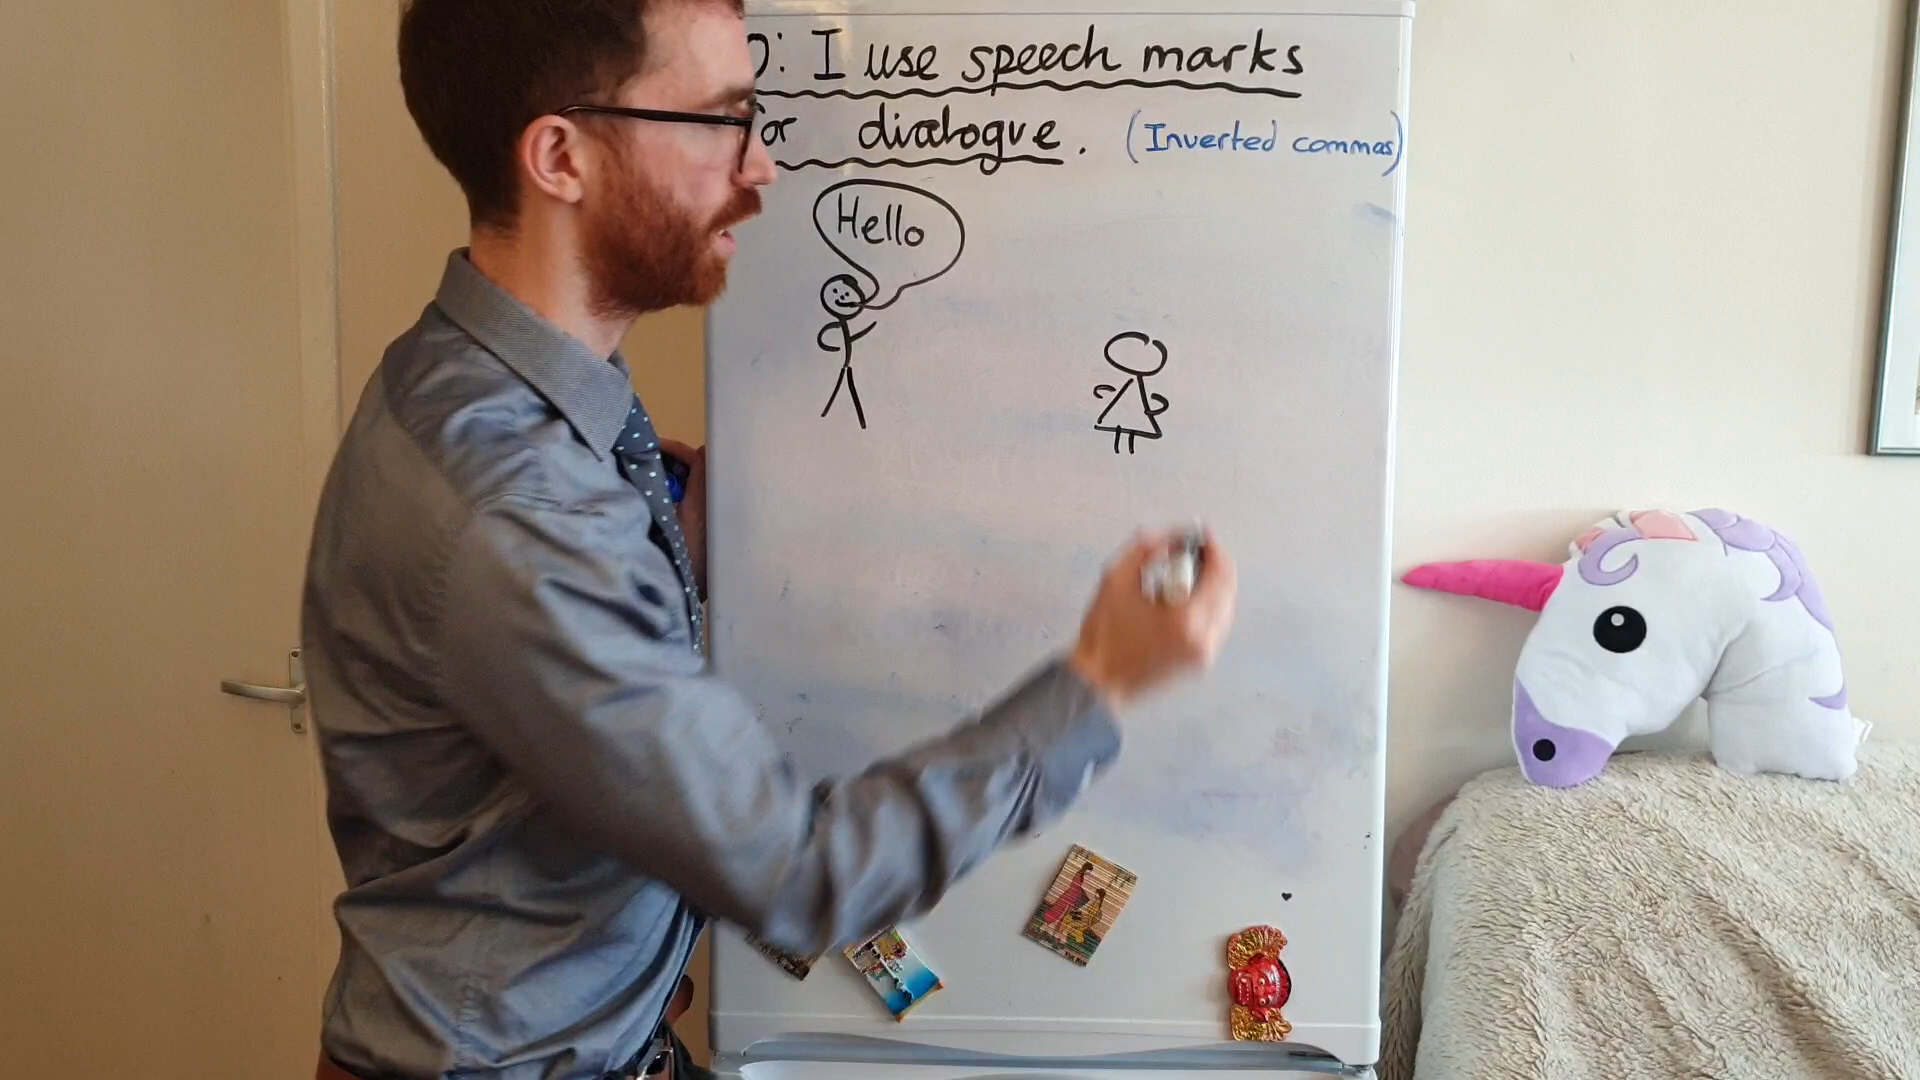 : I use speech marks
dialogue. (Inverted commas)
Hello